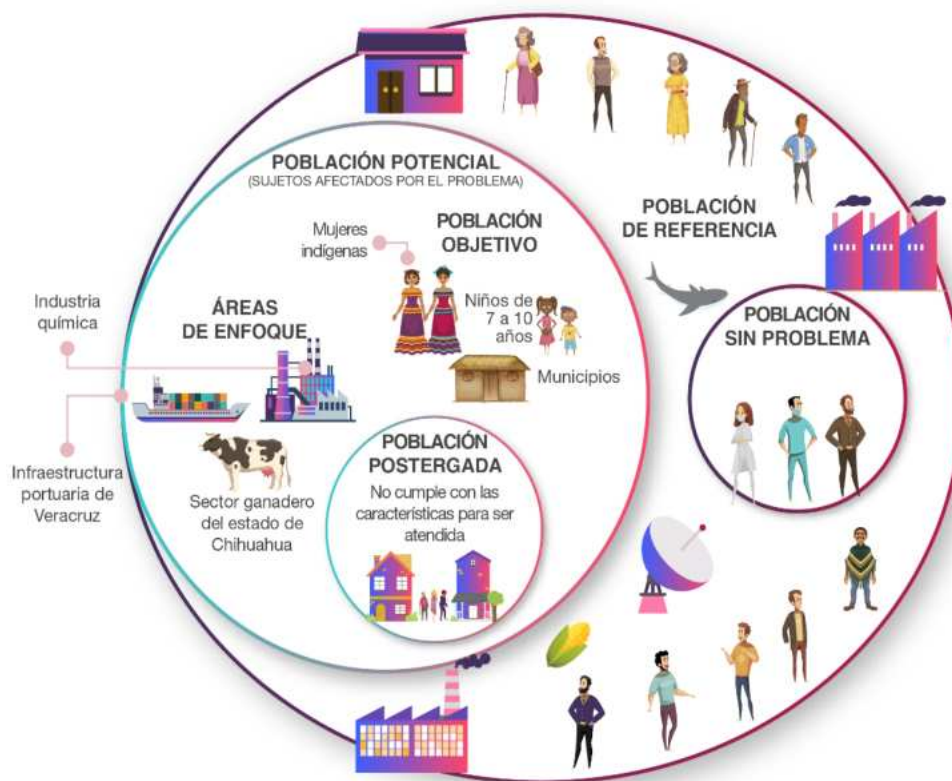 POBLACIÓN POTENCIAL
(SUJETOS AFECTADOS POR EL PROBLEMA)
Mujeres
indígenas
POBLACIÓN
OBJETIVO
Niños de
7 a 10
años
Municipios
Industria
química
ÁREAS
DE ENFOQUE
Infraestructura
portuaria de
Veracruz
Sector ganadero
del estado de
Chihuahua
POBLACIÓN
POSTERGADA
No cumple con las
características para ser
atendida
POBLACIÓN
DE REFERENCIA
POBLACIÓN
SIN PROBLEMA